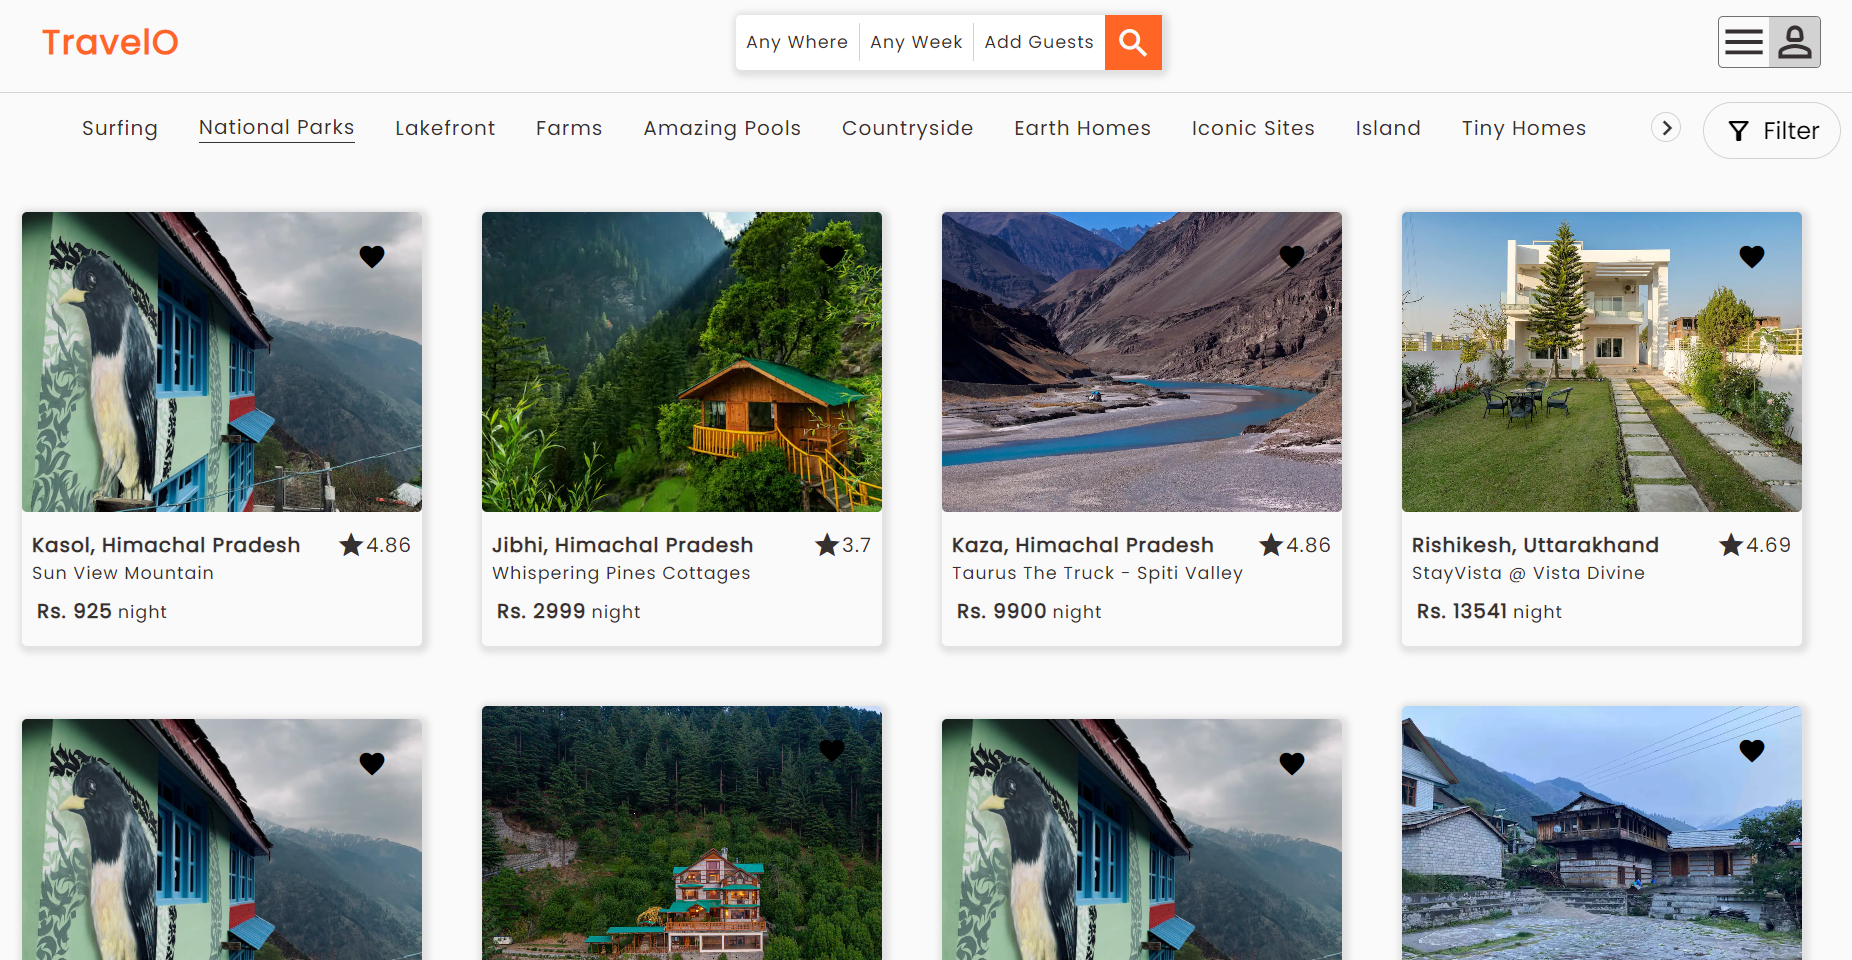 TravelO
Any Where Any Week Add Guests
Surfing National Parks Lakefront Farms Amazing Pools Countryside Earth Homes Iconic Sites Island Tiny Homes Filter
Kasol, Himachal Pradesh 4.86
Sun View Mountain
Rs. 925 night
Jibhi, Himachal Pradesh 3.7
Whispering Pines Cottages
Rs. 2999 night
Kaza, Himachal Pradesh 4.86
Taurus The Truck - Spiti Valley
Rs. 9900 night
Rishikesh, Uttarakhand 4.69
StayVista @ Vista Divine
Rs. 13541 night